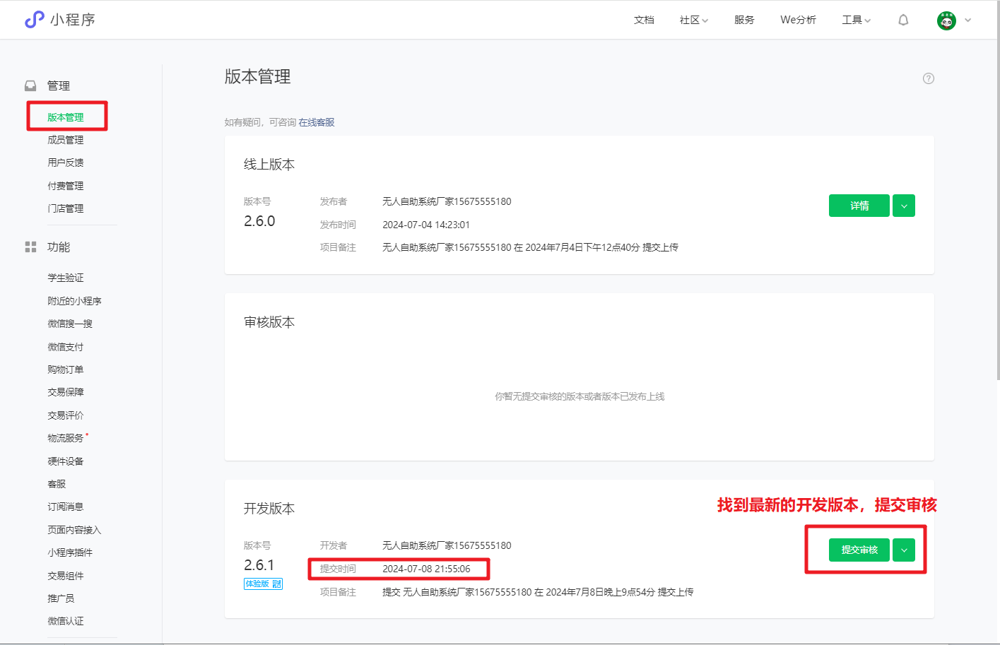 小程序
文档
社区
服务
We分析
工具
管理
版本管理
成员管理
用户反馈
付费管理
门店管理
功能
学生验证
附近的小程序
微信搜一搜
微信支付
购物订单
交易保障
交易评价
物流服务
硬件设备
客服
订阅消息
页面内容接入
小程序插件
交易组件
推广员
微信认证
版本管理
如有疑问，可咨询 在线客服
线上版本
版本号
2.6.0
发布者 无人自助系统厂家15675555180
发布时间 2024-07-04 14:23:01
项目备注 无人自助系统厂家15675555180 在 2024年7月4日下午12点40分 提交上传
详情
审核版本
你暂无提交审核的版本或者版本已发布上线
开发版本
找到最新的开发版本，提交审核
版本号
2.6.1
体验版
开发者 无人自助系统厂家15675555180
提交时间 2024-07-08 21:55:06
项目备注 提交 无人自助系统厂家15675555180 在 2024年7月8日晚上9点54分 提交上传
提交审核